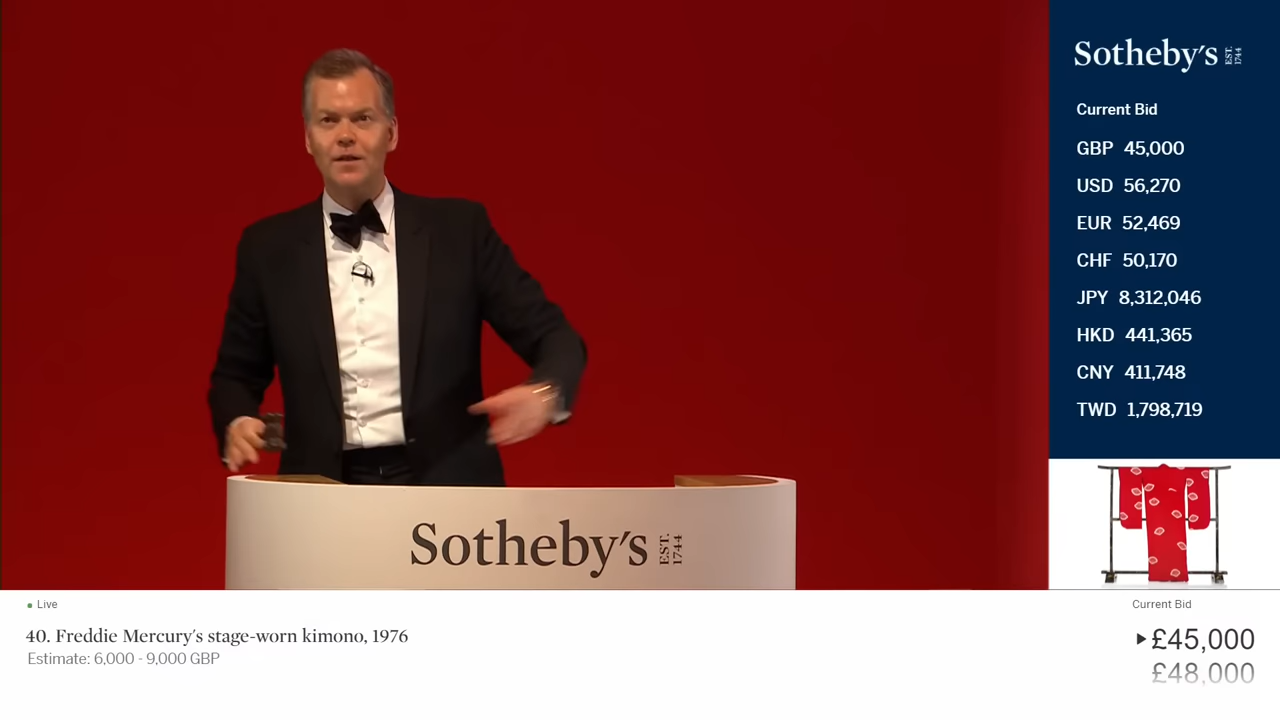 Sotheby's EST. 1744
Current Bid
GBP 45,000
USD 56,270
EUR 52,469
CHF 50,170
JPY 8,312,046
HKD 441,365
CNY 411,748
TWD 1,798,719
Sotheby's EST. 1744
Live
40. Freddie Mercury's stage-worn kimono, 1976
Estimate: 6,000 - 9,000 GBP
Current Bid
£45,000
£48,000